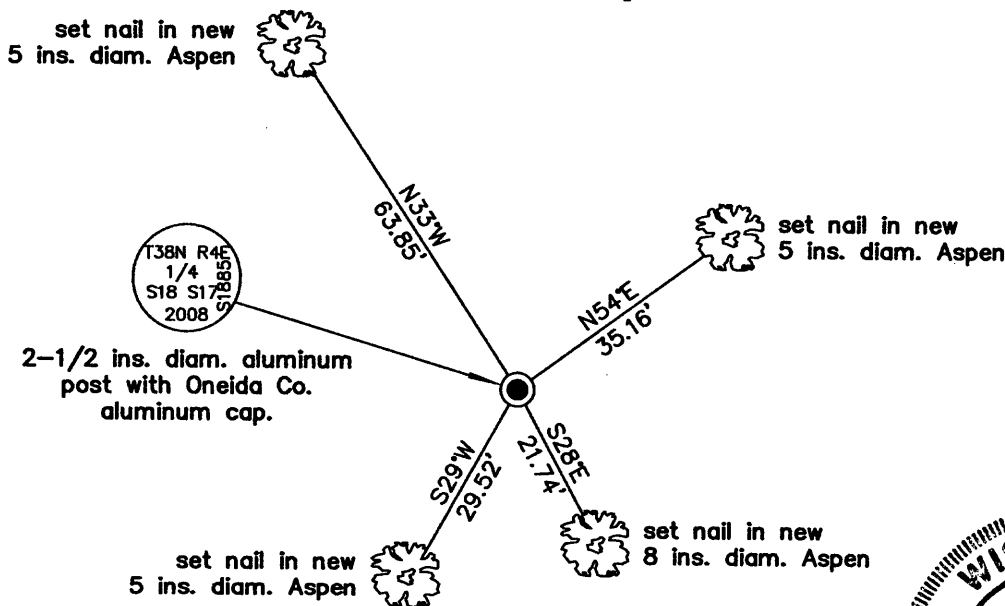 set nail in new
5 ins. diam. Aspen
N33°W
63.85'
set nail in new
5 ins. diam. Aspen
N54°E
35.16'
T38N R4E
1/4
S18 S17
2008
S1885
2-1/2 ins. diam. aluminum
post with Oneida Co.
aluminum cap.
S29°W
29.52'
S28°E
21.74'
set nail in new
8 ins. diam. Aspen
set nail in new
5 ins. diam. Aspen